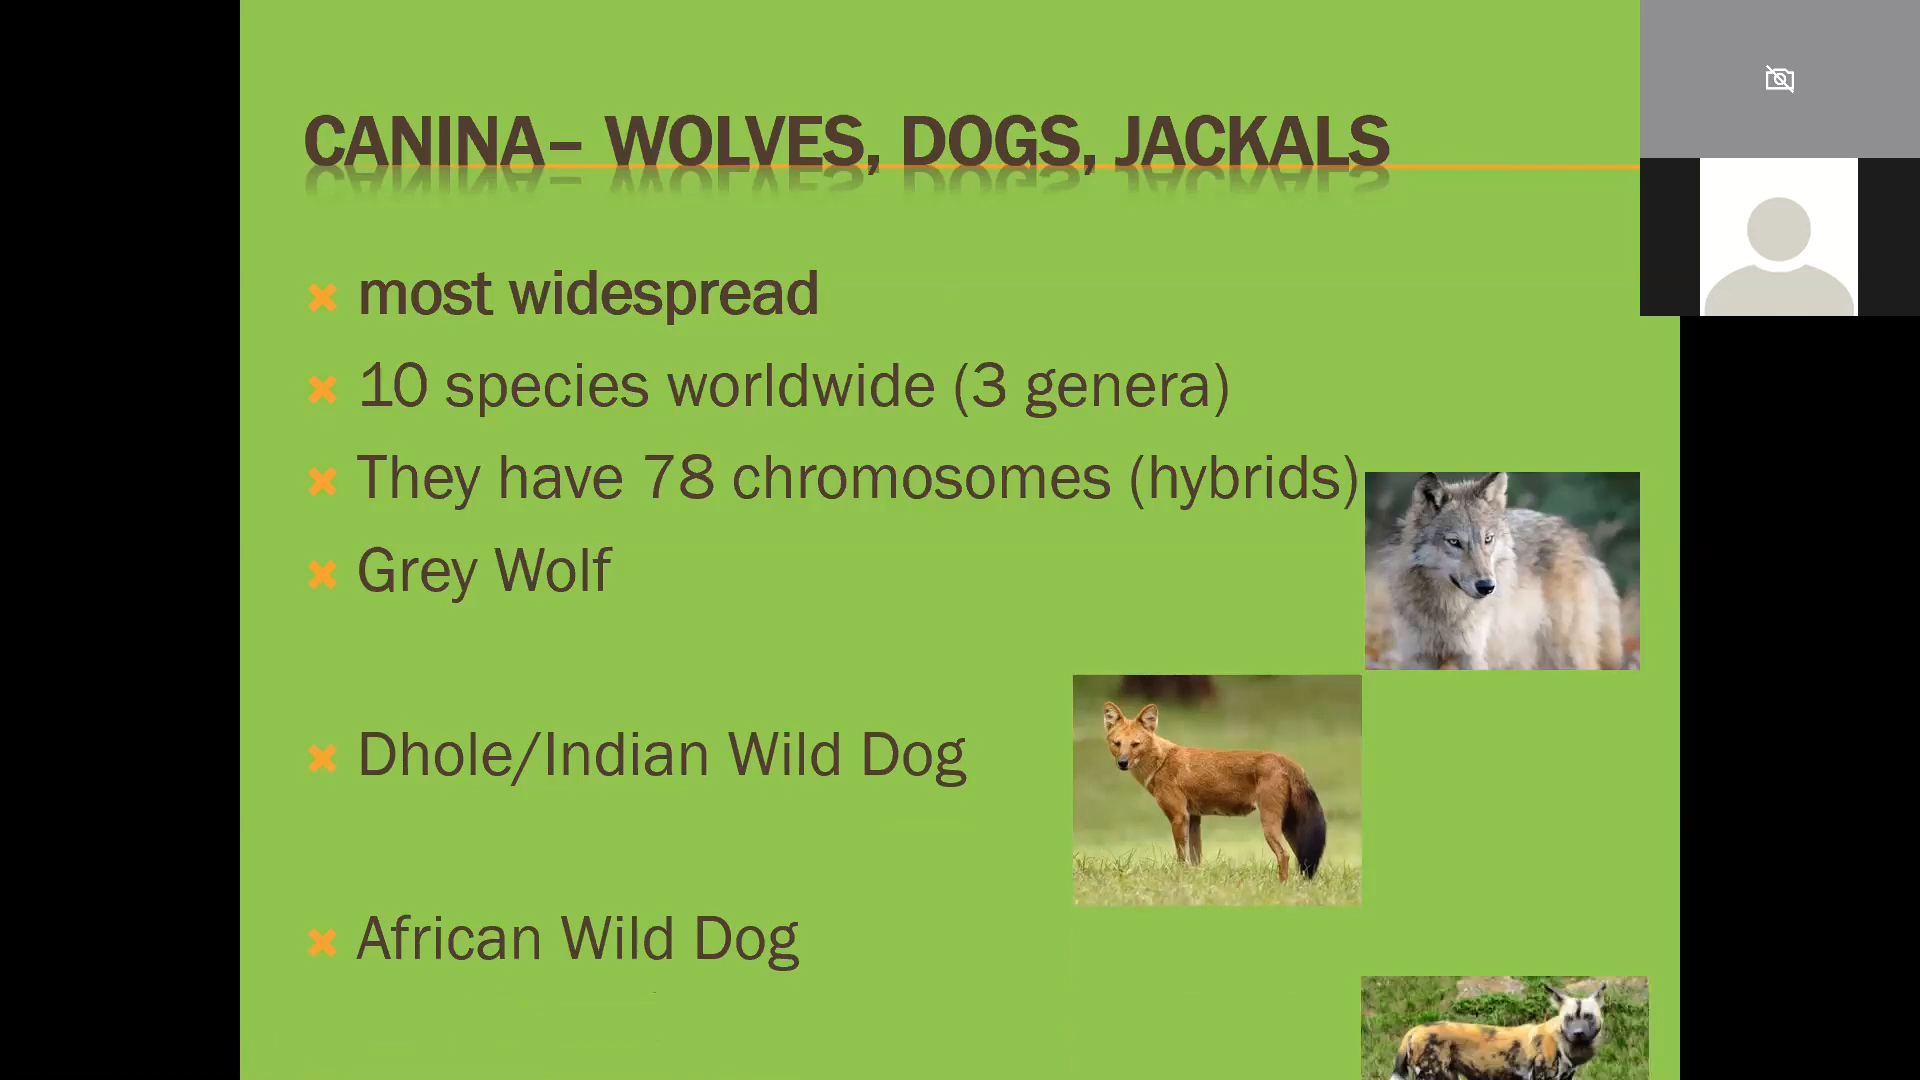 CANINA– WOLVES, DOGS, JACKALS
most widespread
10 species worldwide (3 genera)
They have 78 chromosomes (hybrids)
Grey Wolf
Dhole/Indian Wild Dog
African Wild Dog